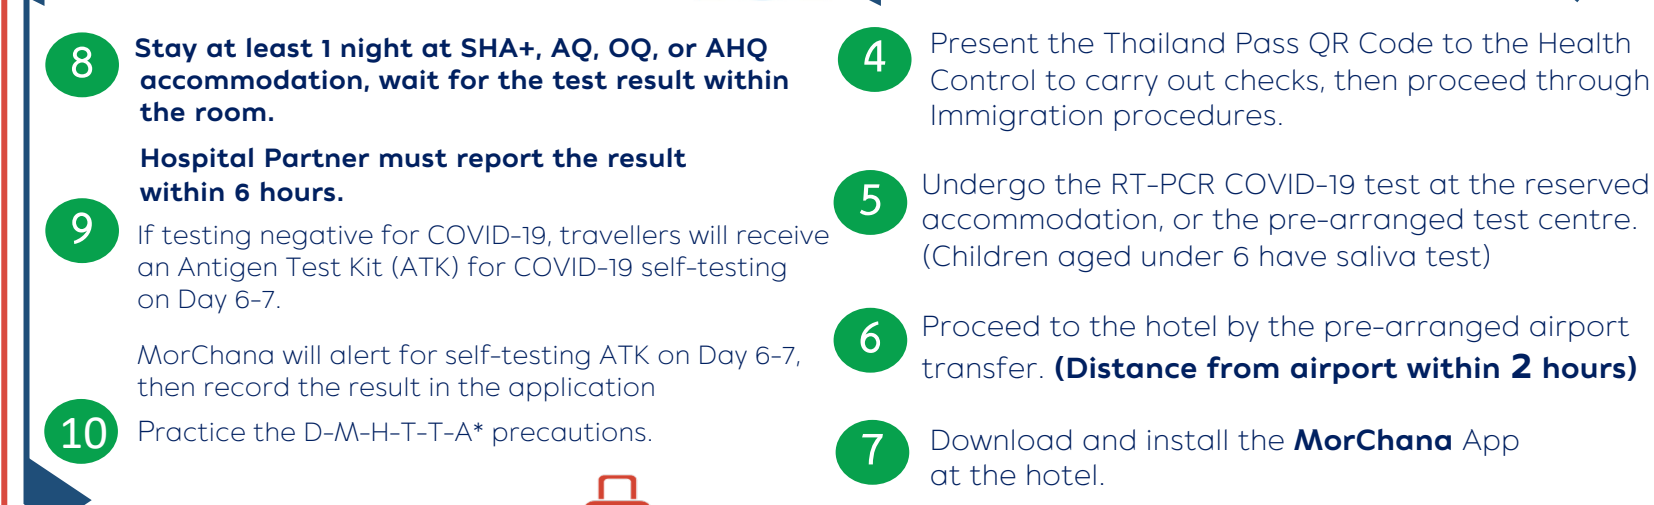 8
Stay at least 1 night at SHA+, AQ, OQ, or AHQ
accommodation, wait for the test result within
the room.
Hospital Partner must report the result
within 6 hours.
9
If testing negative for COVID-19, travellers will receive
an Antigen Test Kit (ATK) for COVID-19 self-testing
on Day 6-7.
MorChana will alert for self-testing ATK on Day 6-7,
then record the result in the application
10
Practice the D-M-H-T-T-A* precautions.
4
Present the Thailand Pass QR Code to the Health
Control to carry out checks, then proceed through
Immigration procedures.
5
Undergo the RT-PCR COVID-19 test at the reserved
accommodation, or the pre-arranged test centre.
(Children aged under 6 have saliva test)
6
Proceed to the hotel by the pre-arranged airport
transfer. (Distance from airport within 2 hours)
7
Download and install the MorChana App
at the hotel.